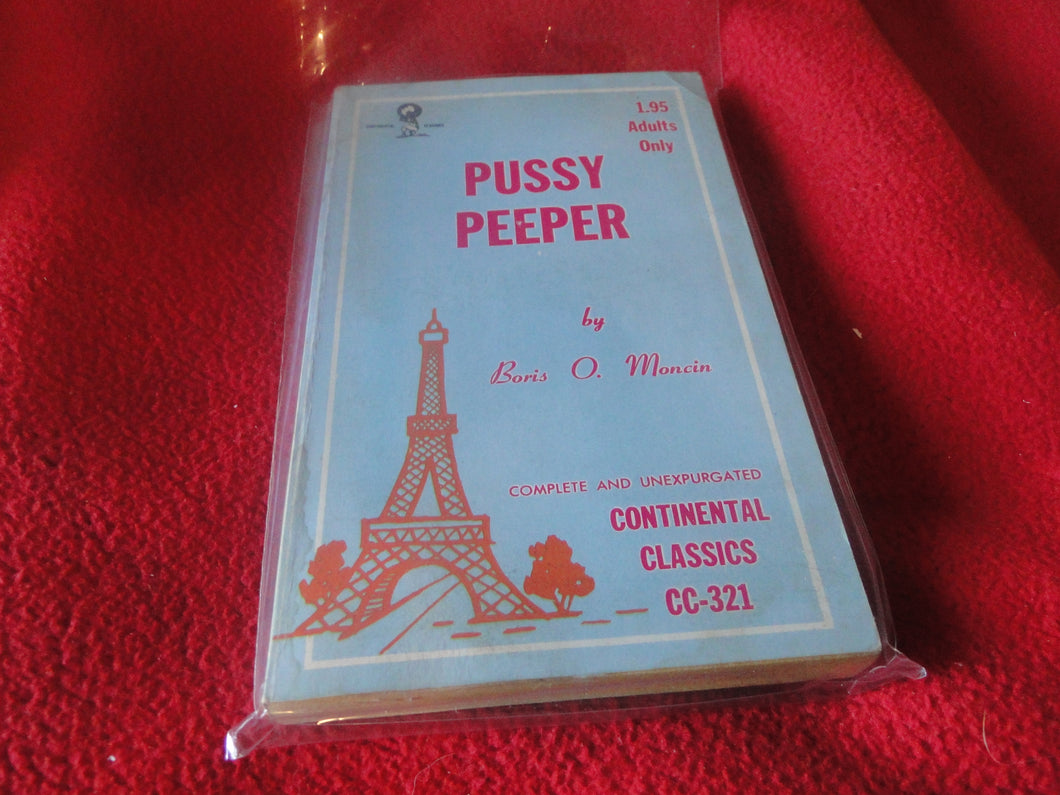 1.95
Adults
Only
PUSSY
PEEPER
by
Boris O. Moncin
COMPLETE AND UNEXPURGATED
CONTINENTAL
CLASSICS
CC-321